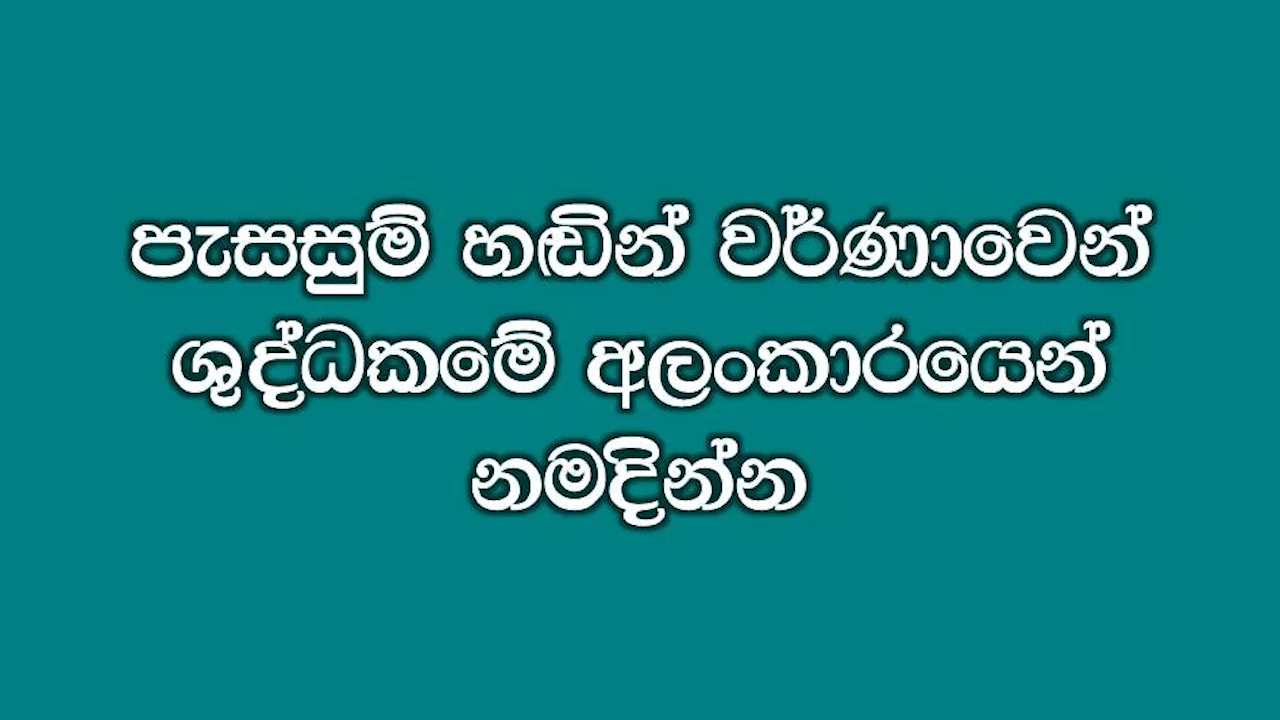 පැසසුම් හඬින් වර්ණාවෙන්
ශුද්ධකමේ අලංකාරයෙන්
නමදින්න